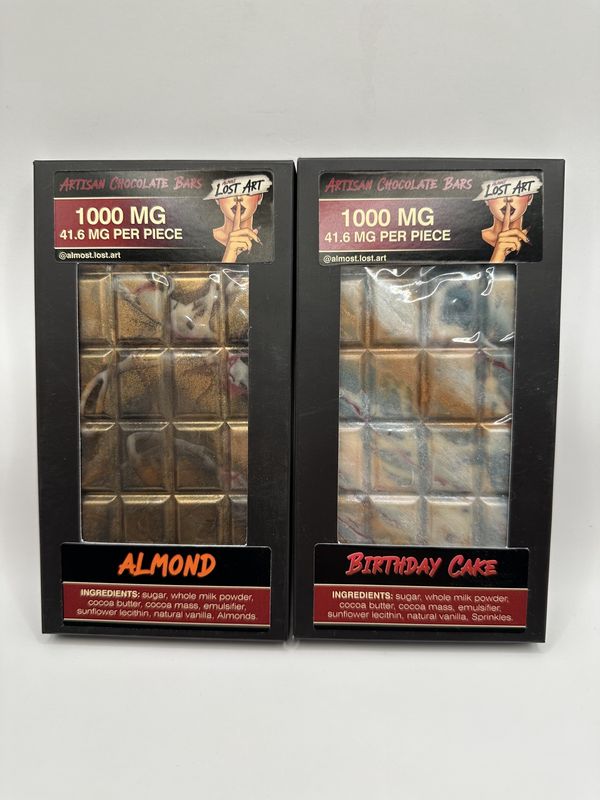 ARTISAN CHOCOLATE BARS
ALMOST
LOST ART
1000 MG
41.6 MG PER PIECE
@almost.lost.art
ALMOND
INGREDIENTS: sugar, whole milk powder,
cocoa butter, cocoa mass, emulsifier,
sunflower lecithin, natural vanilla, Almonds.
ARTISAN CHOCOLATE BARS
ALMOST
LOST ART
1000 MG
41.6 MG PER PIECE
@almost.lost.art
BIRTHDAY CAKE
INGREDIENTS: sugar, whole milk powder,
cocoa butter, cocoa mass, emulsifier,
sunflower lecithin, natural vanilla, Sprinkles.